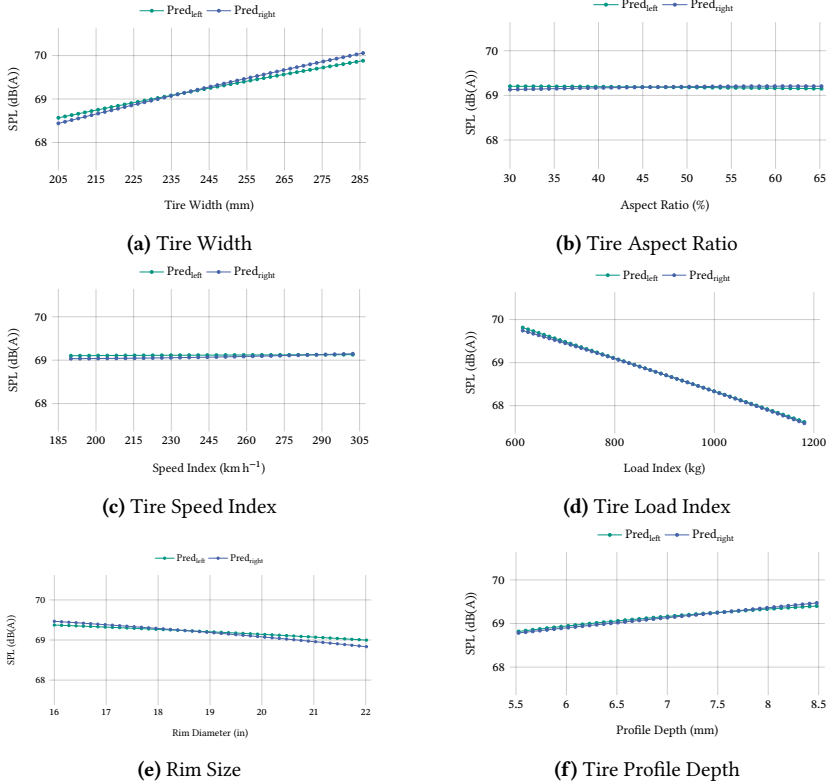 Pred_left Pred_right
SPL (dB(A))
70
69
68
205 215 225 235 245 255 265 275 285
Tire Width (mm)
(a) Tire Width
Pred_left Pred_right
SPL (dB(A))
70
69
68
30 35 40 45 50 55 60 65
Aspect Ratio (%)
(b) Tire Aspect Ratio
Pred_left Pred_right
SPL (dB(A))
70
69
68
185 200 215 230 245 260 275 290 305
Speed Index (km h⁻¹)
(c) Tire Speed Index
Pred_left Pred_right
SPL (dB(A))
70
69
68
600 800 1000 1200
Load Index (kg)
(d) Tire Load Index
Pred_left Pred_right
SPL (dB(A))
70
69
68
16 17 18 19 20 21 22
Rim Diameter (in)
(e) Rim Size
Pred_left Pred_right
SPL (dB(A))
70
69
68
5.5 6 6.5 7 7.5 8 8.5
Profile Depth (mm)
(f) Tire Profile Depth